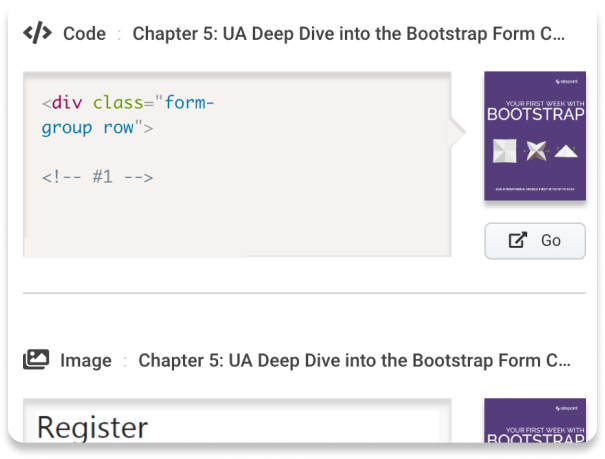 </> Code : Chapter 5: UA Deep Dive into the Bootstrap Form C...
<div class="form-
group row">
<!-- #1 -->
sitepoint
YOUR FIRST WEEK WITH
BOOTSTRAP
Go
Image : Chapter 5: UA Deep Dive into the Bootstrap Form C...
Register
sitepoint
YOUR FIRST WEEK WITH
BOOTSTRAP